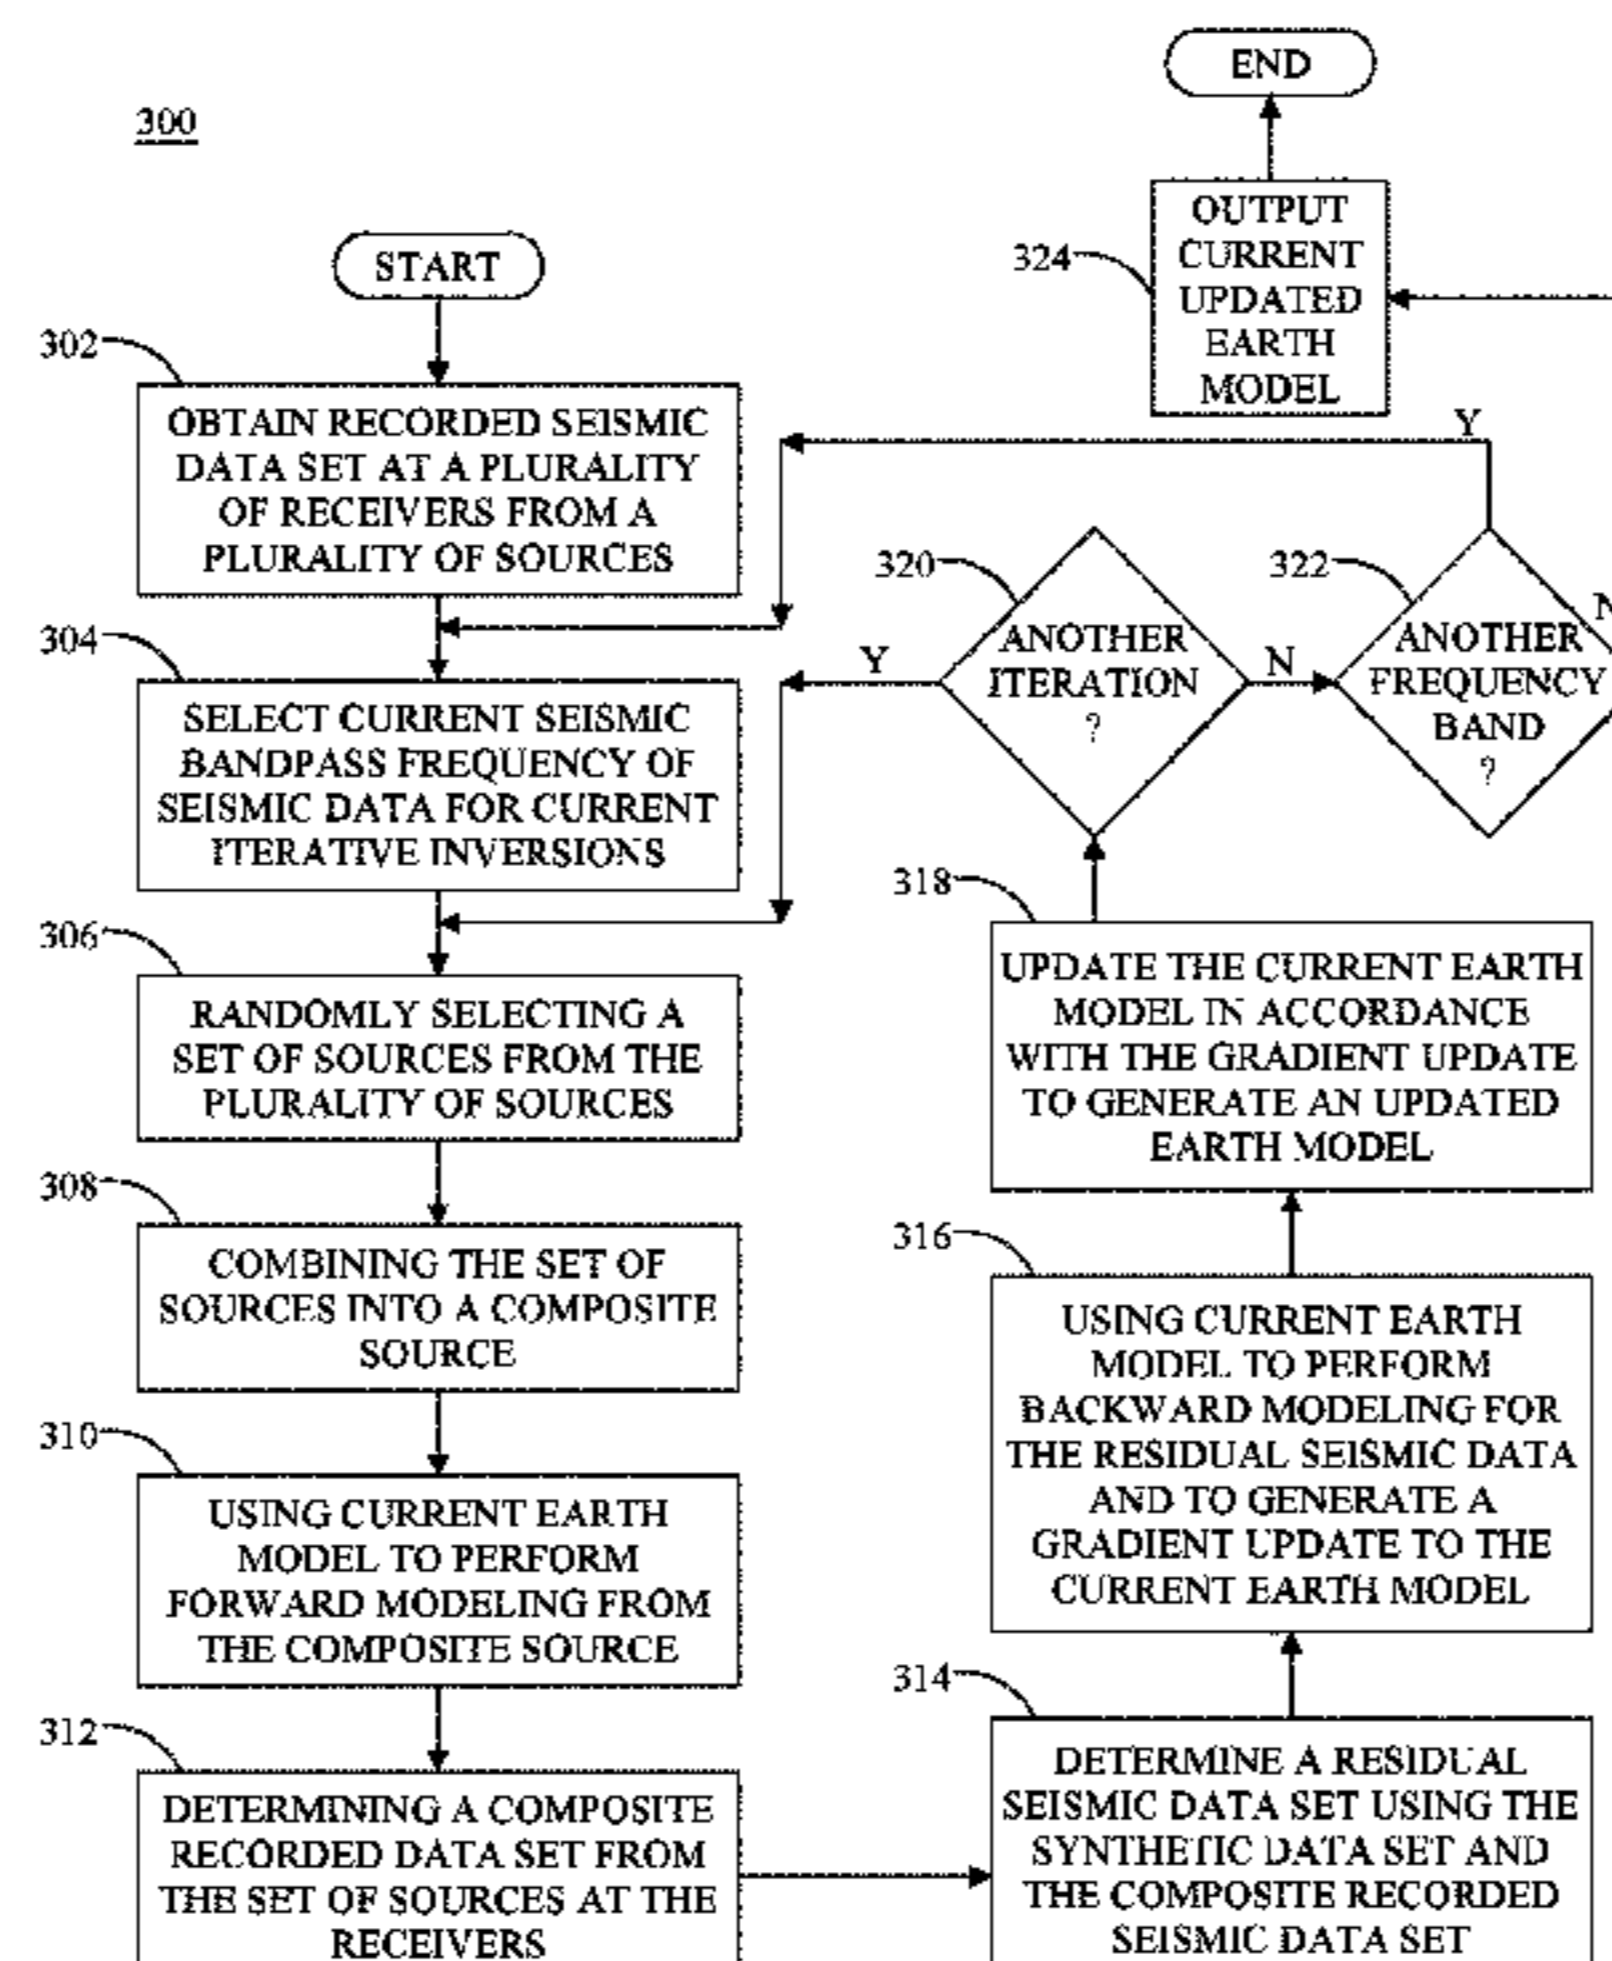 300
START
302
OBTAIN RECORDED SEISMIC
DATA SET AT A PLURALITY
OF RECEIVERS FROM A
PLURALITY OF SOURCES
304
SELECT CURRENT SEISMIC
BANDPASS FREQUENCY OF
SEISMIC DATA FOR CURRENT
ITERATIVE INVERSIONS
306
RANDOMLY SELECTING A
SET OF SOURCES FROM THE
PLURALITY OF SOURCES
308
COMBINING THE SET OF
SOURCES INTO A COMPOSITE
SOURCE
310
USING CURRENT EARTH
MODEL TO PERFORM
FORWARD MODELING FROM
THE COMPOSITE SOURCE
312
DETERMINING A COMPOSITE
RECORDED DATA SET FROM
THE SET OF SOURCES AT THE
RECEIVERS
314
DETERMINE A RESIDUAL
SEISMIC DATA SET USING THE
SYNTHETIC DATA SET AND
THE COMPOSITE RECORDED
SEISMIC DATA SET
316
USING CURRENT EARTH
MODEL TO PERFORM
BACKWARD MODELING FOR
THE RESIDUAL SEISMIC DATA
AND TO GENERATE A
GRADIENT UPDATE TO THE
CURRENT EARTH MODEL
318
UPDATE THE CURRENT EARTH
MODEL IN ACCORDANCE
WITH THE GRADIENT UPDATE
TO GENERATE AN UPDATED
EARTH MODEL
320
ANOTHER
ITERATION
?
Y
N
322
ANOTHER
FREQUENCY
BAND
?
Y
N
324
OUTPUT
CURRENT
UPDATED
EARTH
MODEL
END